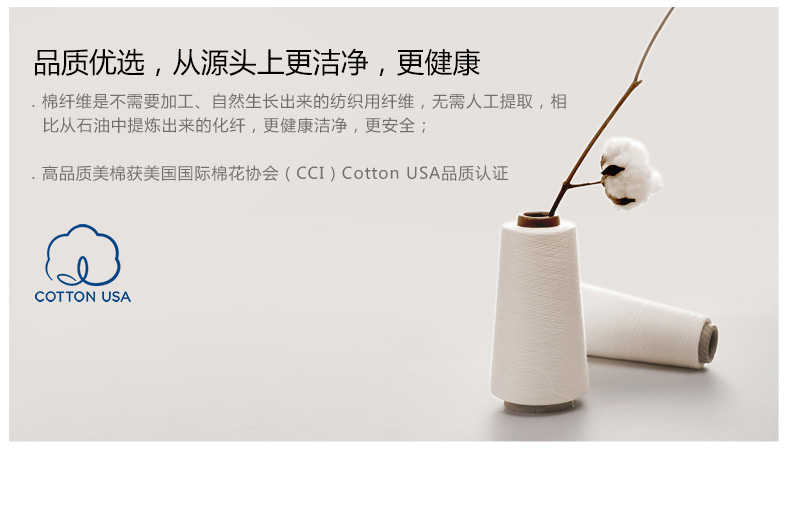 品质优选，从源头上更洁净，更健康
. 棉纤维是不需要加工、自然生长出来的纺织用纤维，无需人工提取，相
比从石油中提炼出来的化纤，更健康洁净，更安全；
. 高品质美棉获美国国际棉花协会（CCI）Cotton USA品质认证
COTTON USA